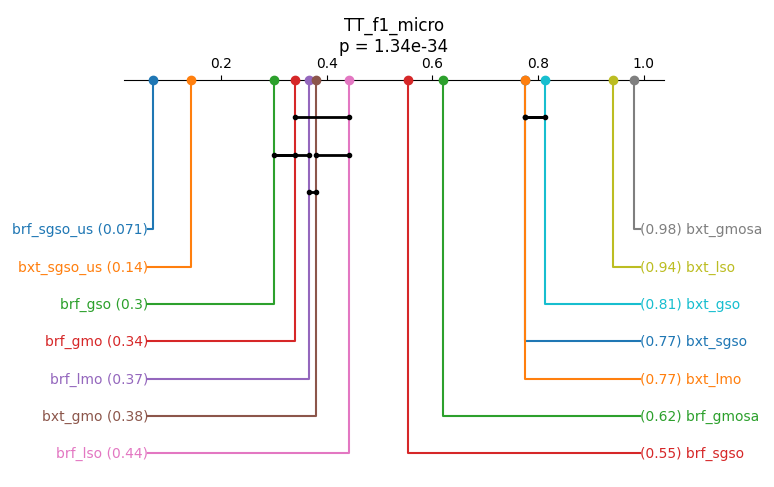 TT_f1_micro
p = 1.34e-34
0.2 0.4 0.6 0.8 1.0
brf_sgso_us (0.071) (0.98) bxt_gmosa
bxt_sgso_us (0.14) (0.94) bxt_lso
brf_gso (0.3) (0.81) bxt_gso
brf_gmo (0.34) (0.77) bxt_sgso
brf_lmo (0.37) (0.77) bxt_lmo
bxt_gmo (0.38) (0.62) brf_gmosa
brf_lso (0.44) (0.55) brf_sgso